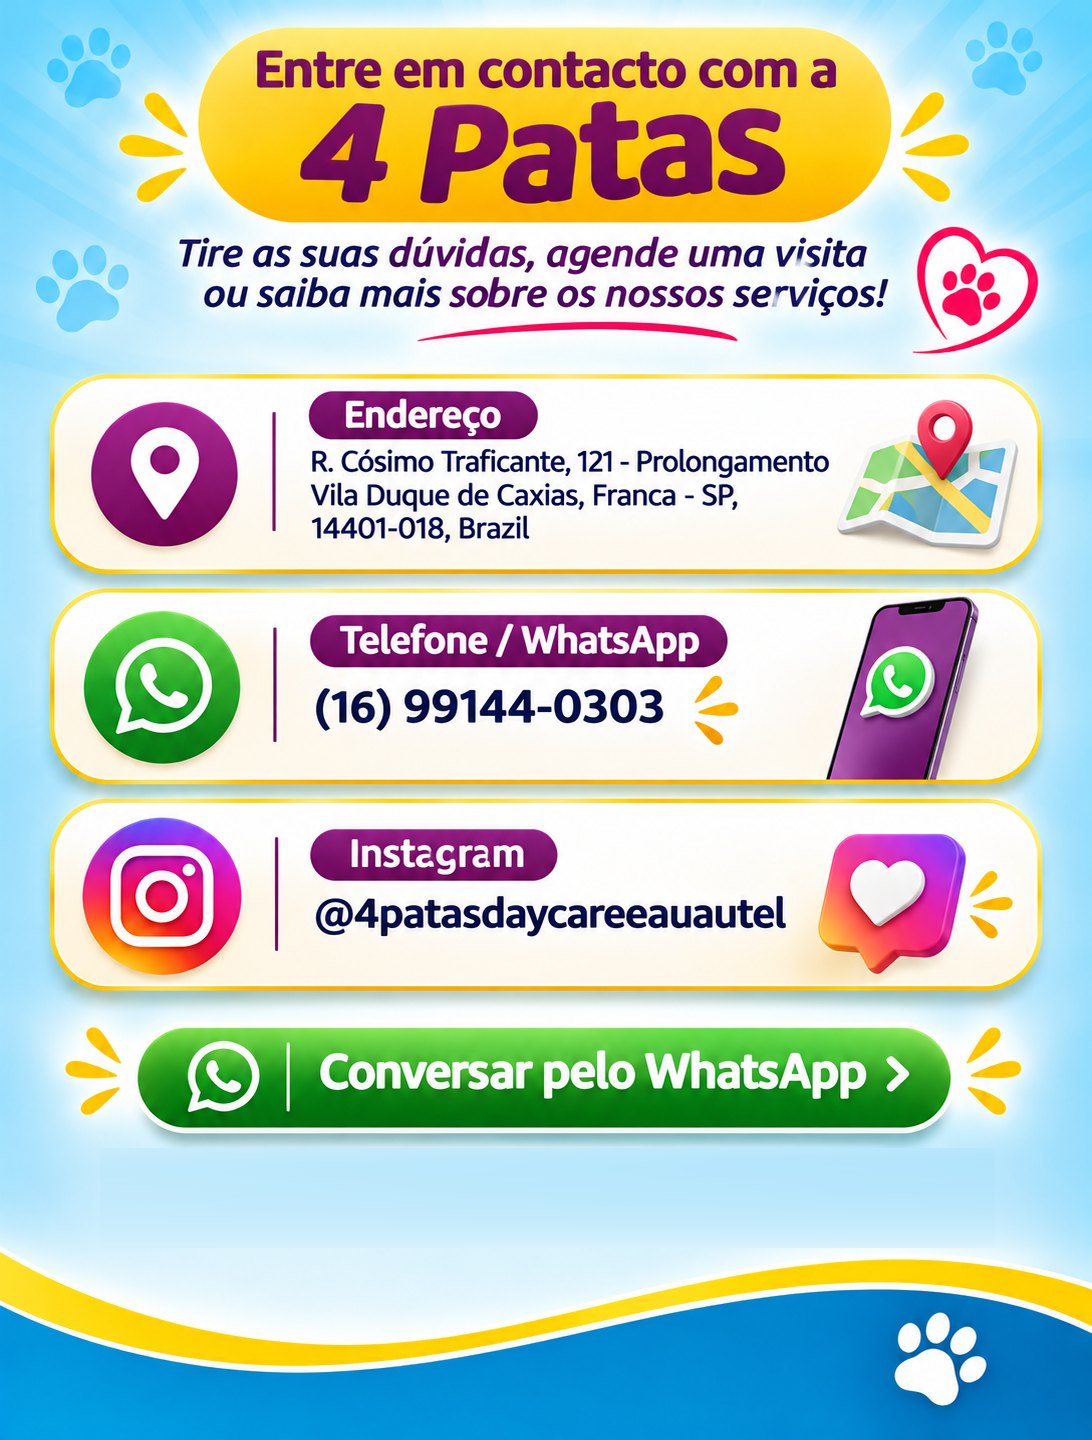 Entre em contacto com a
4 Patas
Tire as suas dúvidas, agende uma visita
ou saiba mais sobre os nossos serviços!
Endereço
R. Cósimo Traficante, 121 - Prolongamento
Vila Duque de Caxias, Franca - SP,
14401-018, Brazil
Telefone / WhatsApp
(16) 99144-0303
Instagram
@4patasdaycareeauautel
Conversar pelo WhatsApp >